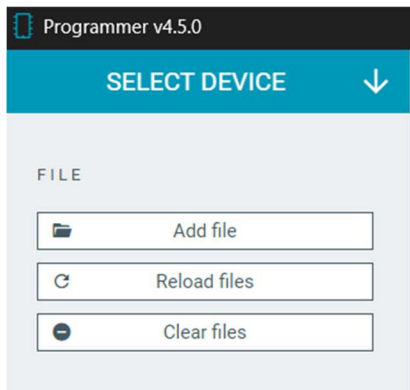 Programmer v4.5.0
SELECT DEVICE
FILE
Add file
Reload files
Clear files